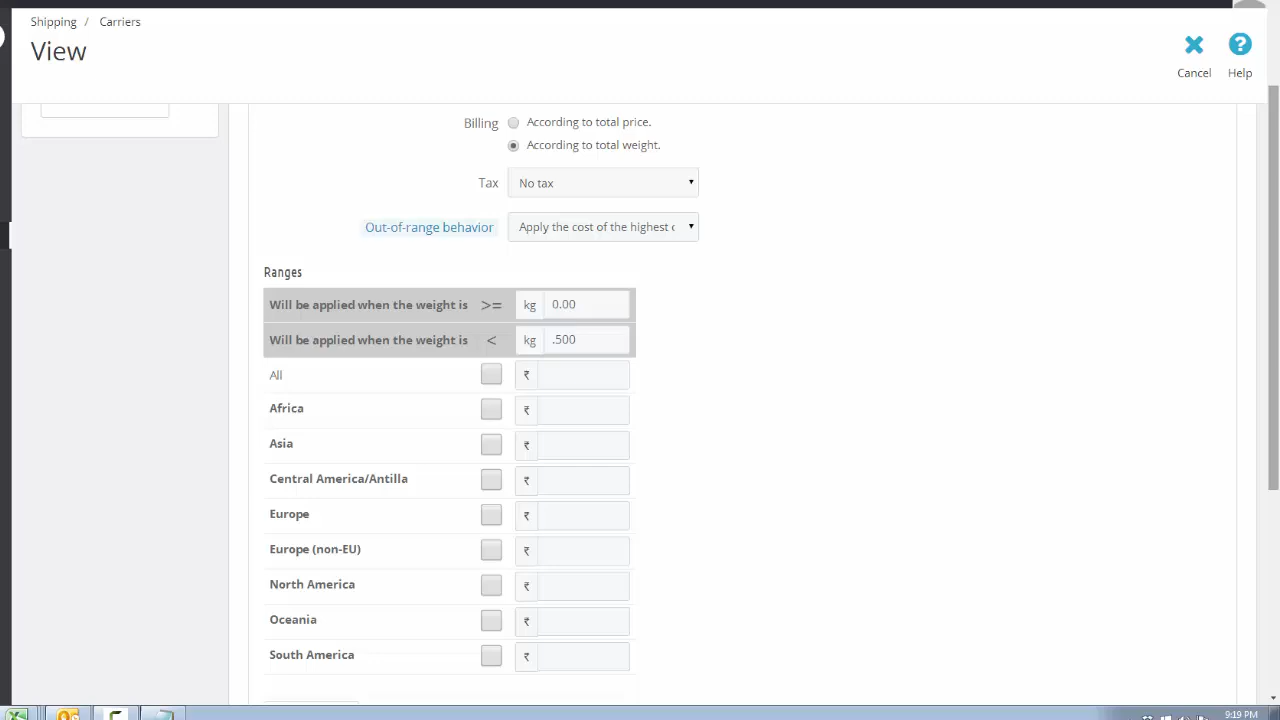 Shipping / Carriers
View
Cancel
Help
Billing
According to total price.
According to total weight.
Tax
No tax
Out-of-range behavior
Apply the cost of the highest
Ranges
Will be applied when the weight is >= kg 0.00
Will be applied when the weight is < kg .500
All ₹
Africa ₹
Asia ₹
Central America/Antilla ₹
Europe ₹
Europe (non-EU) ₹
North America ₹
Oceania ₹
South America ₹
9:19 PM